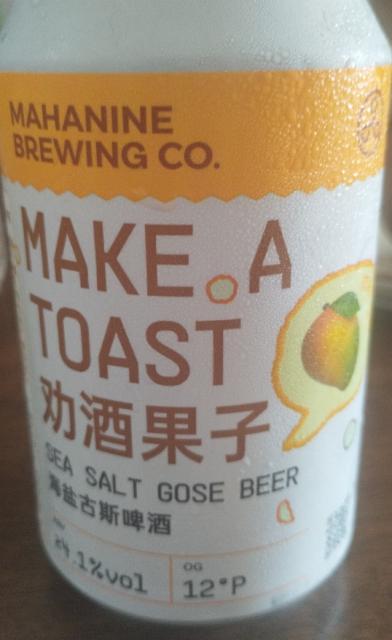 MAHANINE
BREWING CO.
MAKE A
TOAST
劝酒果子
SEA SALT GOSE BEER
海盐古斯啤酒
OG
12°P